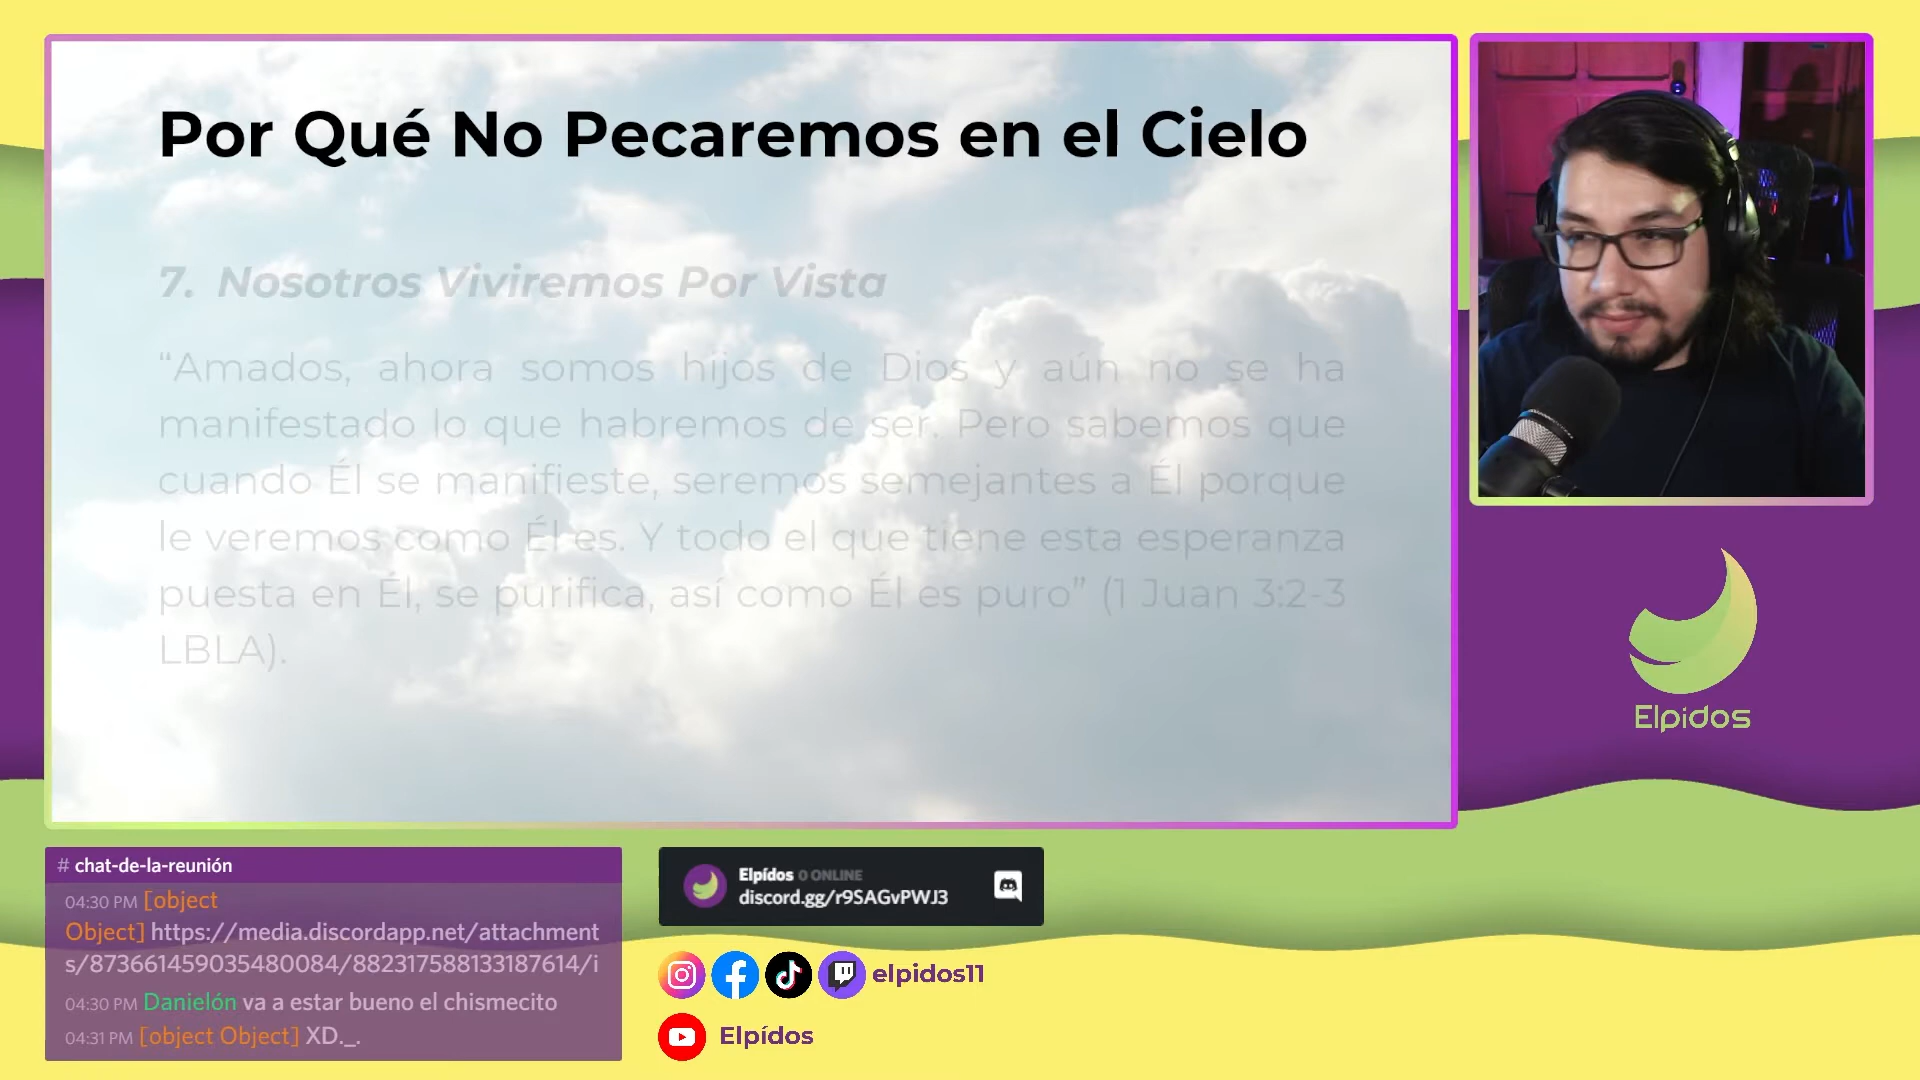 Por Qué No Pecaremos en el Cielo
7. Nosotros Viviremos Por Vista
“Amados, ahora somos hijos de Dios y aún no se ha
manifestado lo que habremos de ser. Pero sabemos que
cuando Él se manifieste, seremos semejantes a Él porque
le veremos como Él es. Y todo el que tiene esta esperanza
puesta en Él, se purifica, así como Él es puro” (1 Juan 3:2-3
LBLA).
Elpidos
# chat-de-la-reunión
04:30 PM [object
Object] https://media.discordapp.net/attachment
s/873661459035480084/882317588133187614/i
04:30 PM Danielón va a estar bueno el chismecito
04:31 PM [object Object] XD._.
Elpídos 0 ONLINE
discord.gg/r9SAGvPWJ3
elpidos11
Elpídos